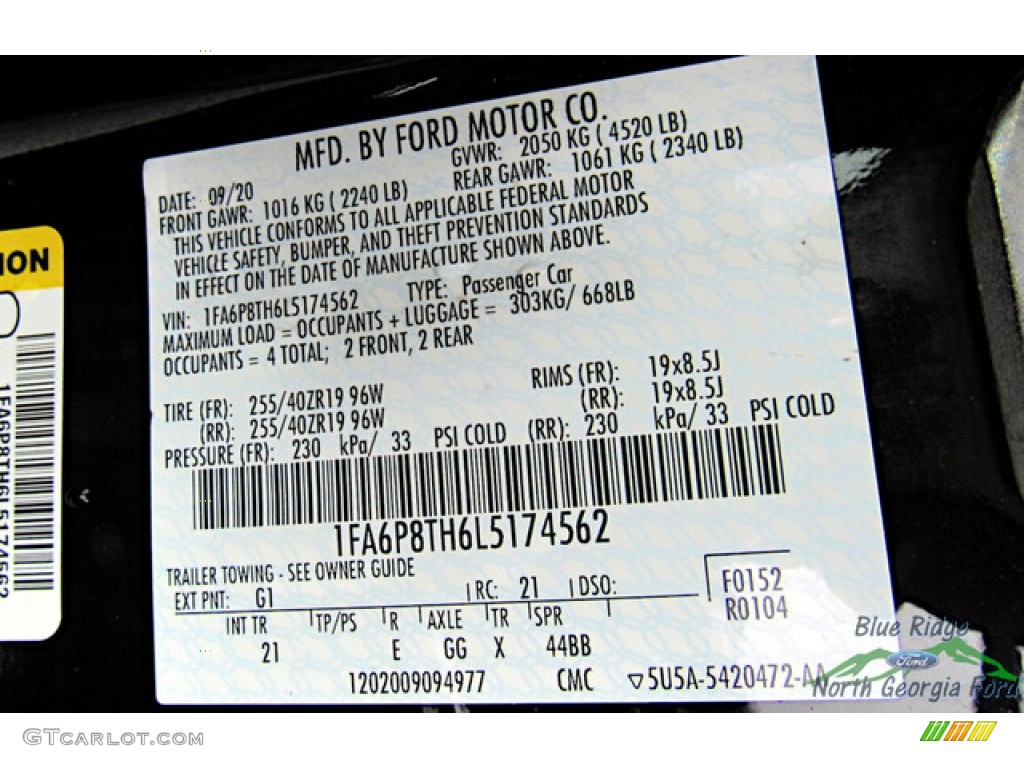 MFD. BY FORD MOTOR CO.
DATE: 09/20 GVWR: 2050 KG ( 4520 LB)
FRONT GAWR: 1016 KG ( 2240 LB) REAR GAWR: 1061 KG ( 2340 LB)
THIS VEHICLE CONFORMS TO ALL APPLICABLE FEDERAL MOTOR
VEHICLE SAFETY, BUMPER, AND THEFT PREVENTION STANDARDS
IN EFFECT ON THE DATE OF MANUFACTURE SHOWN ABOVE.
VIN: 1FA6P8TH6L5174562 TYPE: Passenger Car
MAXIMUM LOAD = OCCUPANTS + LUGGAGE = 303KG/ 668LB
OCCUPANTS = 4 TOTAL; 2 FRONT, 2 REAR
TIRE (FR): 255/40ZR19 96W RIMS (FR): 19x8.5J
(RR): 255/40ZR19 96W (RR): 19x8.5J
PRESSURE (FR): 230 kPa/ 33 PSI COLD (RR): 230 kPa/ 33 PSI COLD
1FA6P8TH6L5174562
TRAILER TOWING - SEE OWNER GUIDE
EXT PNT: G1 RC: 21 DSO: F0152
R0104
INT TR TP/PS R AXLE TR SPR
21 E GG X 44BB
1202009094977 CMC ▽5U5A-5420472-AA
ION
1FA6P8TH6L5174562
Blue Ridge
Ford
North Georgia Ford
GTCARLOT.COM